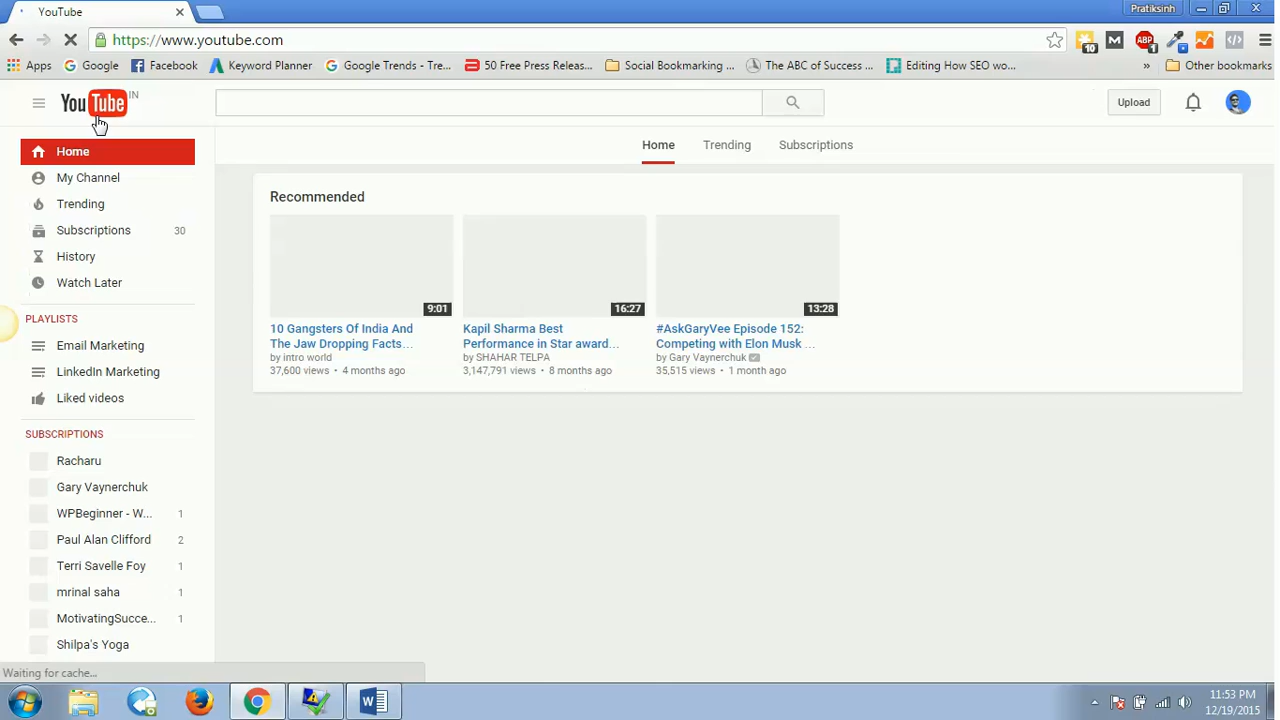 YouTube
Pratiksinh
https://www.youtube.com
10
ABP
1
Apps
Google
Facebook
Keyword Planner
Google Trends - Tre...
50 Free Press Releas...
Social Bookmarking ...
The ABC of Success ...
Editing How SEO wo...
»
Other bookmarks
YouTube IN
Upload
Home
Trending
Subscriptions
Home
My Channel
Trending
Subscriptions 30
History
Watch Later
PLAYLISTS
Email Marketing
LinkedIn Marketing
Liked videos
SUBSCRIPTIONS
Racharu
Gary Vaynerchuk
WPBeginner - W... 1
Paul Alan Clifford 2
Terri Savelle Foy 1
mrinal saha 1
MotivatingSucce... 1
Shilpa's Yoga
Recommended
9:01
10 Gangsters Of India And
The Jaw Dropping Facts...
by intro world
37,600 views • 4 months ago
16:27
Kapil Sharma Best
Performance in Star award...
by SHAHAR TELPA
3,147,791 views • 8 months ago
13:28
#AskGaryVee Episode 152:
Competing with Elon Musk ...
by Gary Vaynerchuk
35,515 views • 1 month ago
Waiting for cache...
11:53 PM
12/19/2015